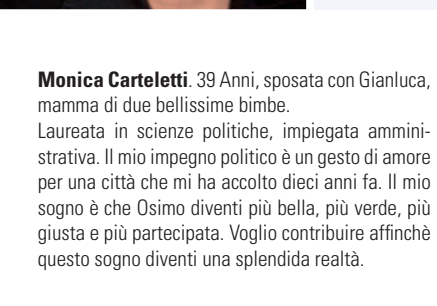 Monica Carteletti. 39 Anni, sposata con Gianluca,
mamma di due bellissime bimbe.
Laureata in scienze politiche, impiegata ammini-
strativa. Il mio impegno politico è un gesto di amore
per una città che mi ha accolto dieci anni fa. Il mio
sogno è che Osimo diventi più bella, più verde, più
giusta e più partecipata. Voglio contribuire affinchè
questo sogno diventi una splendida realtà.